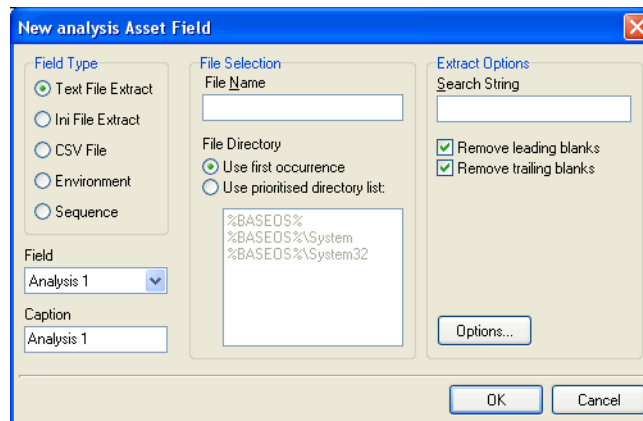 New analysis Asset Field
Field Type
Text File Extract
Ini File Extract
CSV File
Environment
Sequence
Field
Analysis 1
Caption
Analysis 1
File Selection
File Name
File Directory
Use first occurrence
Use prioritised directory list:
%BASEOS%
%BASEOS%\System
%BASEOS%\System32
Extract Options
Search String
Remove leading blanks
Remove trailing blanks
Options...
OK
Cancel